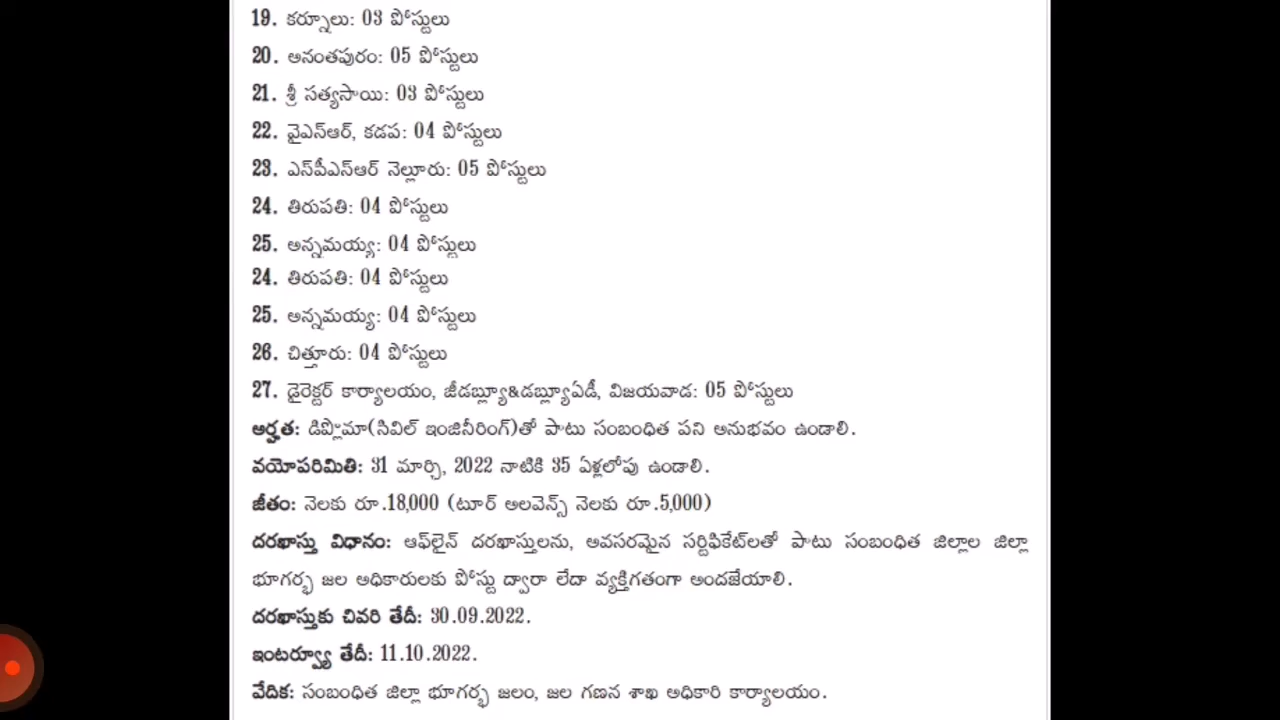 19. కర్నూలు: 03 పోస్టులు
20. అనంతపురం: 05 పోస్టులు
21. శ్రీ సత్యసాయి: 03 పోస్టులు
22. వైఎన్ఆర్, కడప: 04 పోస్టులు
23. ఎస్‌పీఎన్ఆర్ నెల్లూరు: 05 పోస్టులు
24. తిరుపతి: 04 పోస్టులు
25. అన్నమయ్య: 04 పోస్టులు
24. తిరుపతి: 04 పోస్టులు
25. అన్నమయ్య: 04 పోస్టులు
26. చిత్తూరు: 04 పోస్టులు
27. డైరెక్టర్ కార్యాలయం, జీడబ్ల్యూ&డబ్ల్యూఏడీ, విజయవాడ: 05 పోస్టులు
అర్హత: డిప్లొమా(సివిల్ ఇంజినీరింగ్)తో పాటు సంబంధిత పని అనుభవం ఉండాలి.
వయోపరిమితి: 31 మార్చి, 2022 నాటికి 35 ఏళ్లలోపు ఉండాలి.
జీతం: నెలకు రూ.18,000 (టూర్ అలవెన్స్ నెలకు రూ.5,000)
దరఖాస్తు విధానం: ఆఫ్‌లైన్ దరఖాస్తులను, అవసరమైన సర్టిఫికేట్‌లతో పాటు సంబంధిత జిల్లాల జిల్లా
భూగర్భ జల అధికారులకు పోస్టు ద్వారా లేదా వ్యక్తిగతంగా అందజేయాలి.
దరఖాస్తుకు చివరి తేదీ: 30.09.2022.
ఇంటర్వ్యూ తేదీ: 11.10.2022.
వేదిక: సంబంధిత జిల్లా భూగర్భ జలం, జల గణన శాఖ అధికారి కార్యాలయం.